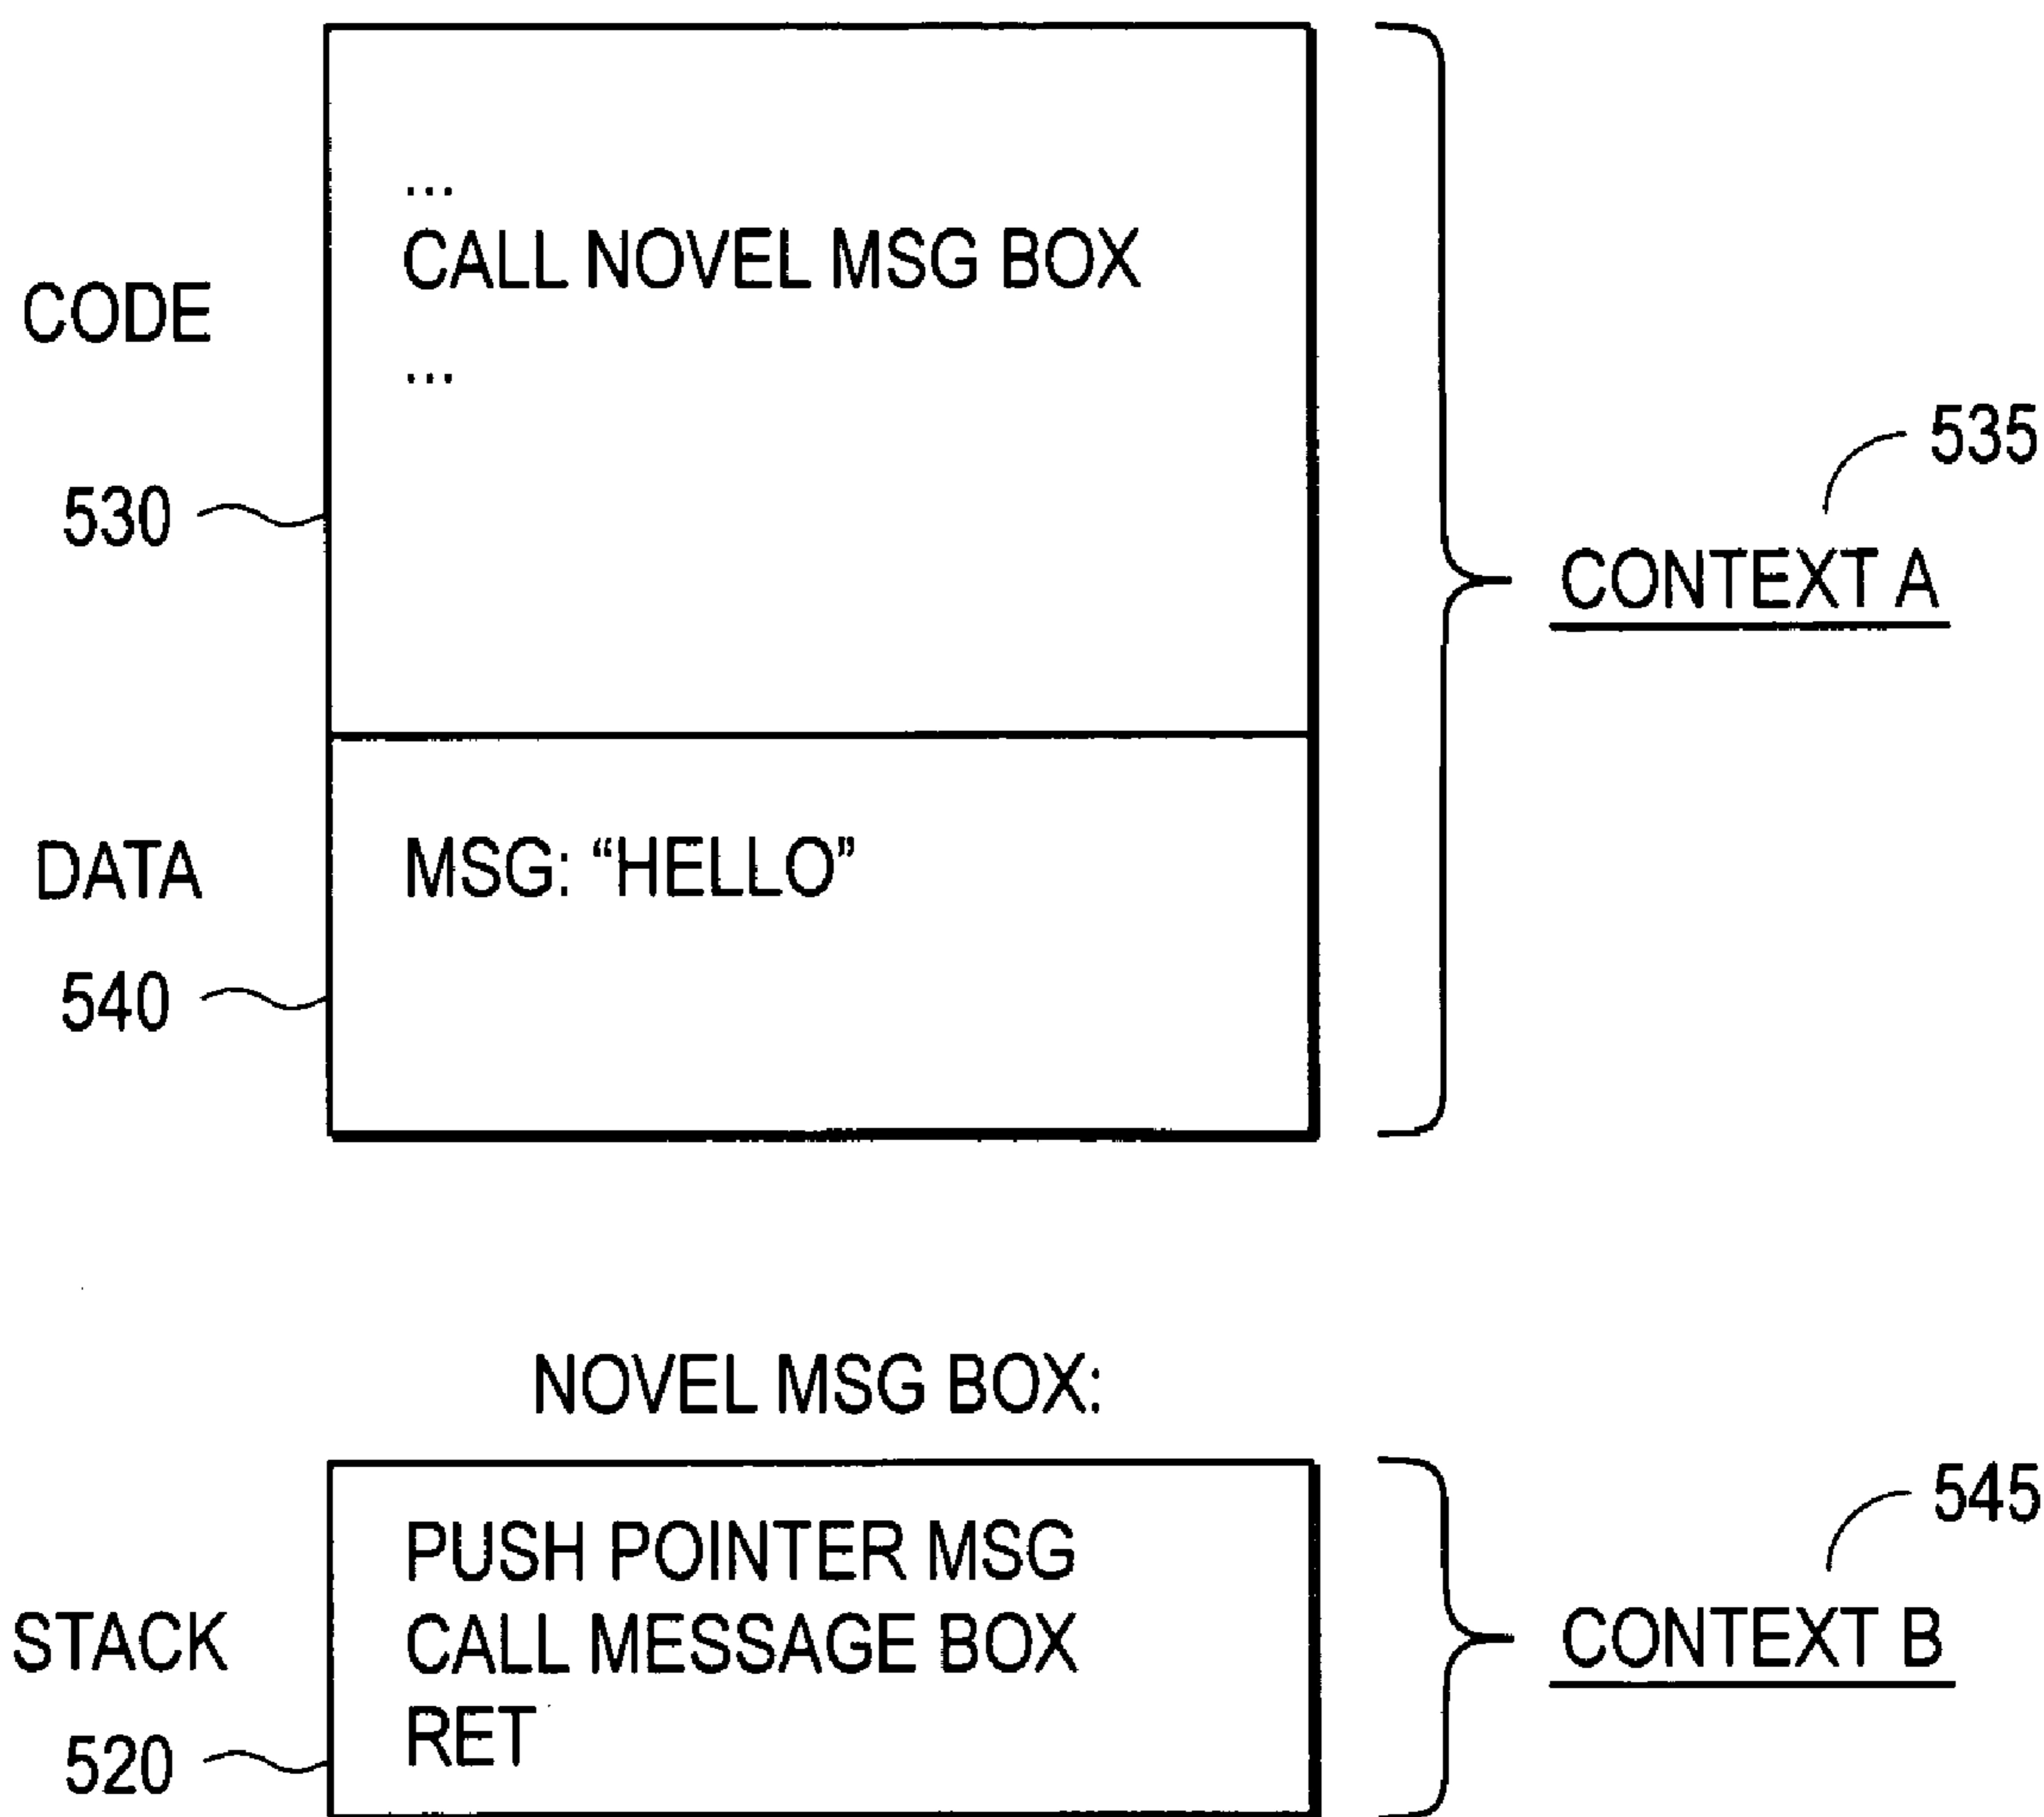 ...
CALL NOVEL MSG BOX
CODE
...
535
530
CONTEXT A
DATA
MSG: “HELLO”
540
NOVEL MSG BOX:
545
PUSH POINTER MSG
STACK
CALL MESSAGE BOX
CONTEXT B
RET
520